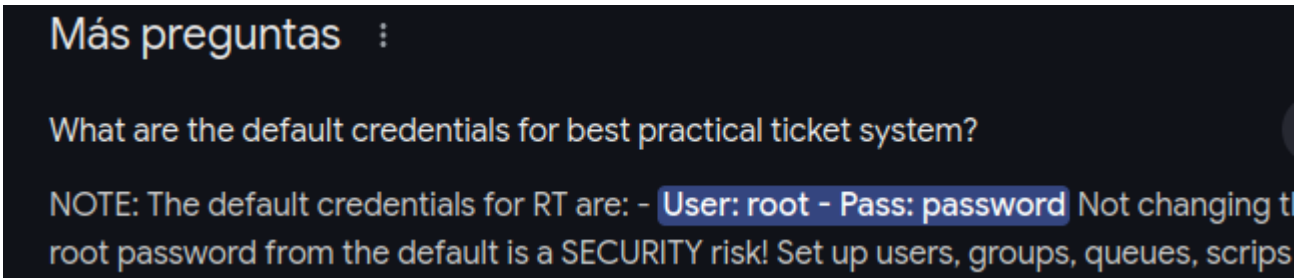 Más preguntas
What are the default credentials for best practical ticket system?
NOTE: The default credentials for RT are: - User: root - Pass: password Not changing
root password from the default is a SECURITY risk! Set up users, groups, queues, scrips